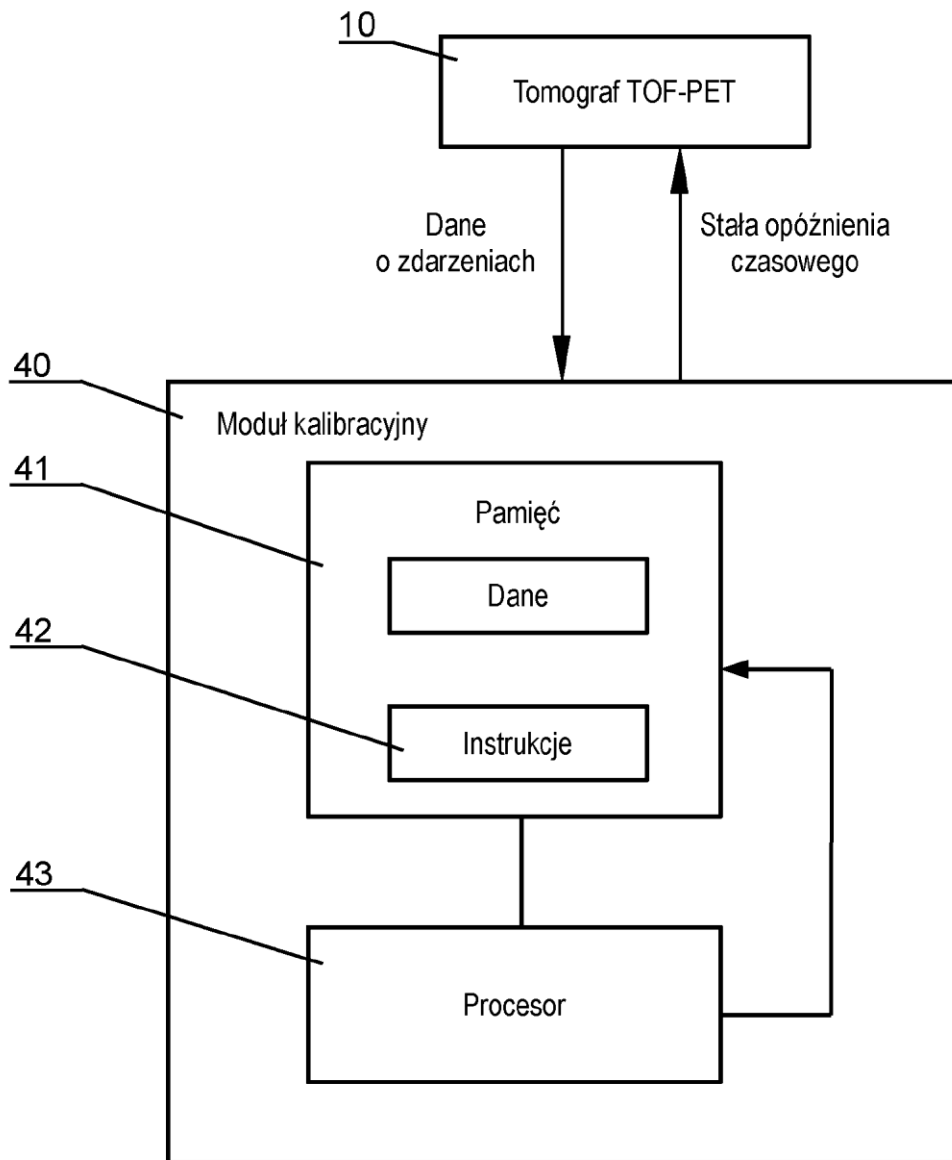 10
Tomograf TOF-PET
Dane
o zdarzeniach
Stała opóźnienia
czasowego
40
Moduł kalibracyjny
41
Pamięć
Dane
42
Instrukcje
43
Procesor